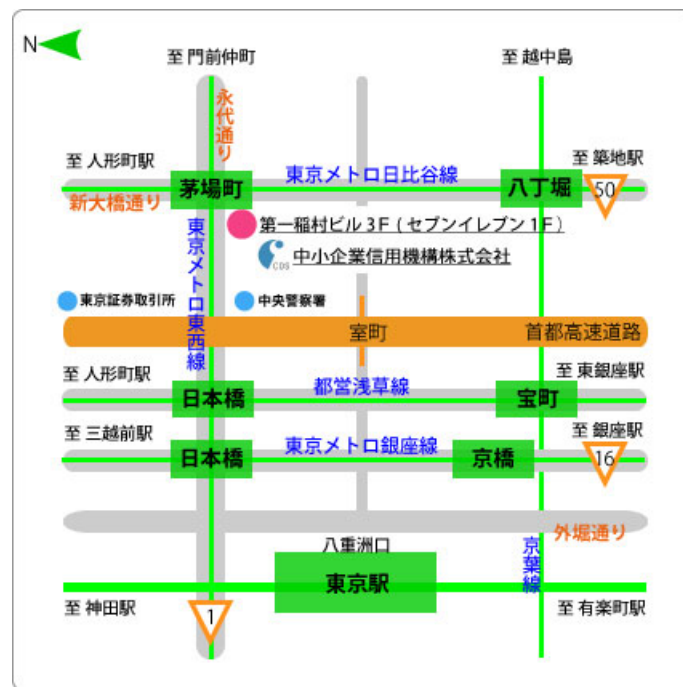 N
至 門前仲町
至 越中島
永代通り
至 人形町駅
東京メトロ日比谷線
至 築地駅
茅場町
八丁堀
50
新大橋通り
第一稲村ビル 3F ( セブンイレブン 1F )
CDS
中小企業信用機構株式会社
東京メトロ東西線
東京証券取引所
中央警察署
室町
首都高速道路
至 人形町駅
都営浅草線
至 東銀座駅
日本橋
宝町
至 三越前駅
東京メトロ銀座線
至 銀座駅
日本橋
京橋
16
外堀通り
八重洲口
京葉線
東京駅
至 神田駅
1
至 有楽町駅